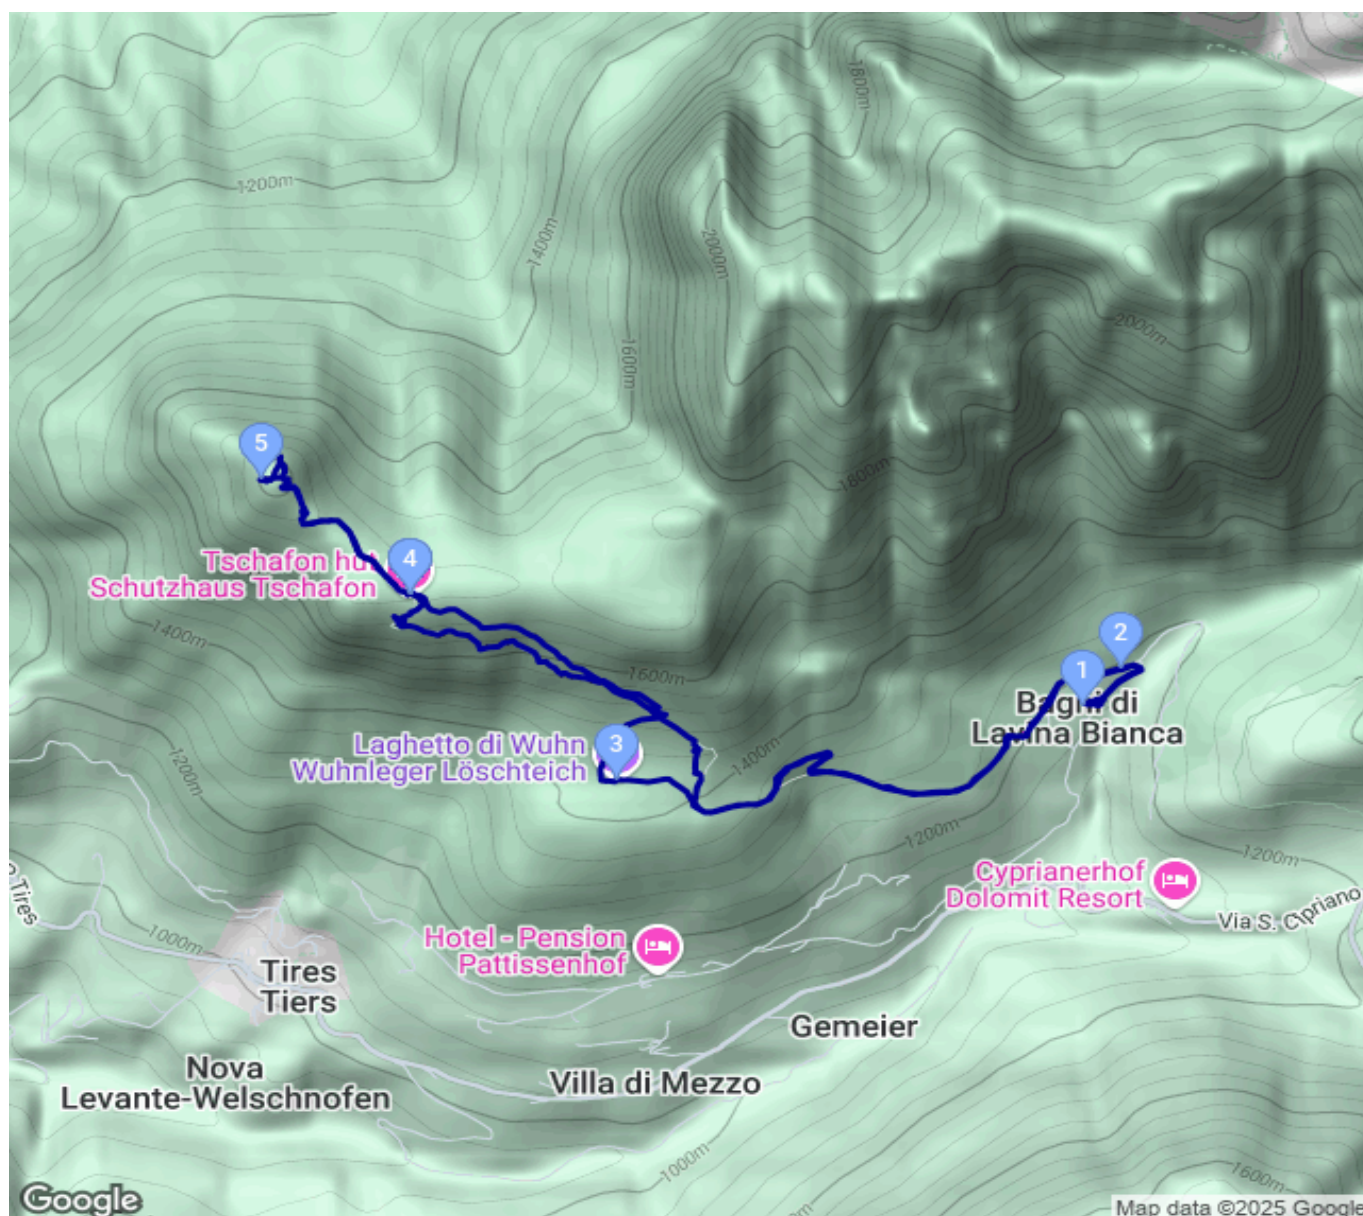 1800m
1200m
1400m
2000m
2000m
1600m
5
1800m
4
Tschafon hut
Schutzhaus Tschafon
1400m
2
1
1600m
Bagni di
Lavina Bianca
3
Laghetto di Wuhn
Wuhnleger Löschteich
1400m
1200m
1200m
1200m
Cyprianerhof
Dolomit Resort
Tires
Via S. Cipriano
1000m
Hotel - Pension
Pattissenhof
Tires
Tiers
Gemeier
Nova
Levante-Welschnofen
Villa di Mezzo
1000m
1600m
Google
Map data ©2025 Google